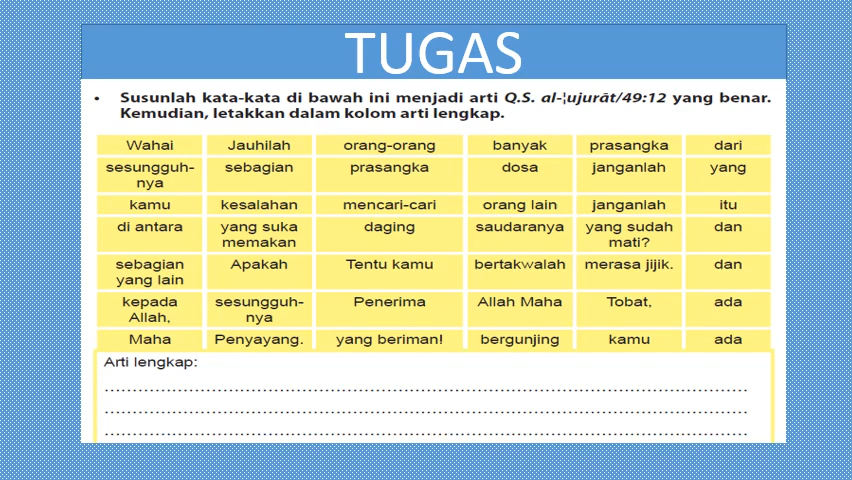 TUGAS
• Susunlah kata-kata di bawah ini menjadi arti Q.S. al-¦ujurāt/49:12 yang benar.
Kemudian, letakkan dalam kolom arti lengkap.
Wahai Jauhilah orang-orang banyak prasangka dari
sesungguh-
nya sebagian prasangka dosa janganlah yang
kamu kesalahan mencari-cari orang lain janganlah itu
di antara yang suka
memakan daging saudaranya yang sudah
mati? dan
sebagian
yang lain Apakah Tentu kamu bertakwalah merasa jijik. dan
kepada
Allah, sesungguh-
nya Penerima Allah Maha Tobat, ada
Maha Penyayang. yang beriman! bergunjing kamu ada
Arti lengkap: